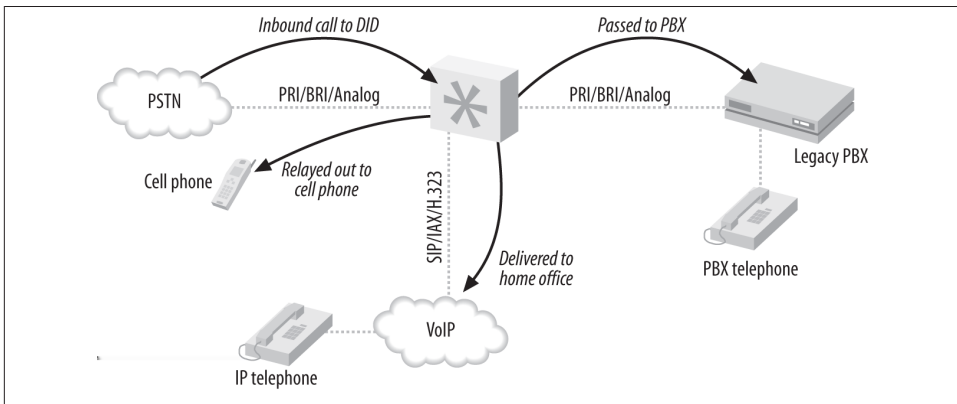 Inbound call to DID
Passed to PBX
PSTN
PRI/BRI/Analog
PRI/BRI/Analog
Legacy PBX
Cell phone
Relayed out to
cell phone
SIP/IAX/H.323
Delivered to
home office
PBX telephone
VoIP
IP telephone